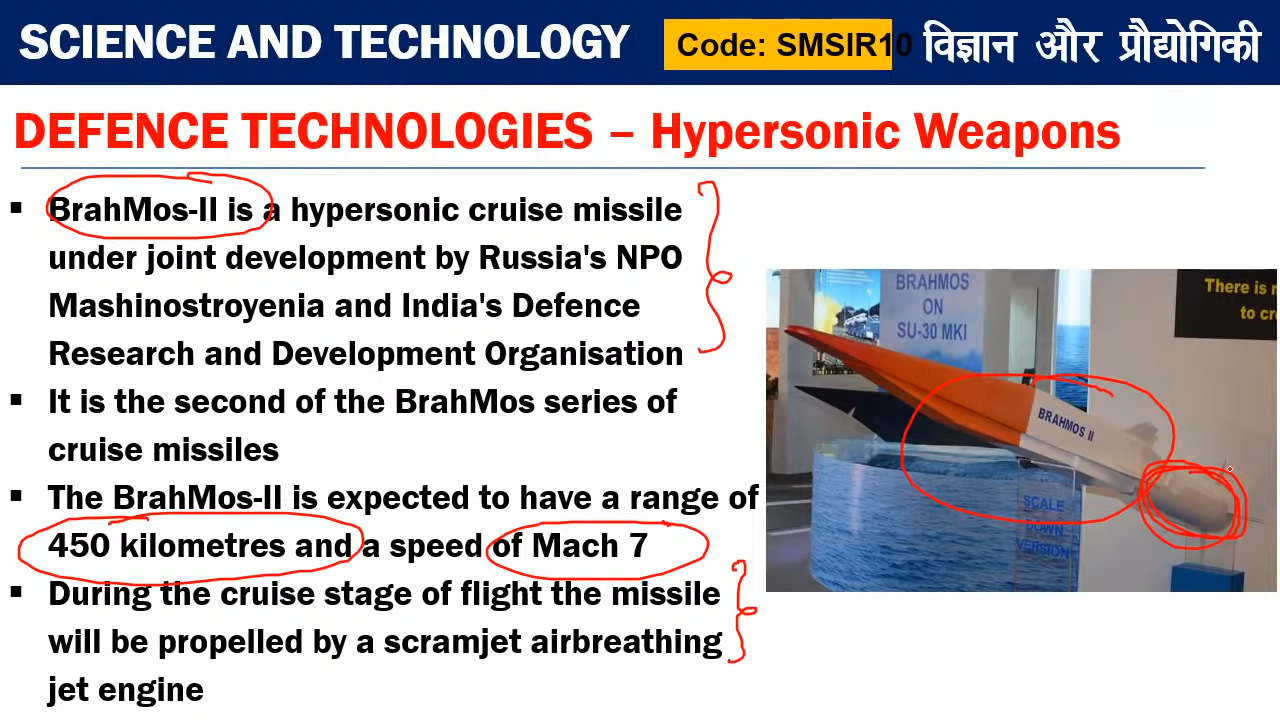 SCIENCE AND TECHNOLOGY
Code: SMSIR10
विज्ञान और प्रौद्योगिकी
DEFENCE TECHNOLOGIES – Hypersonic Weapons
▪ BrahMos-II is a hypersonic cruise missile
under joint development by Russia's NPO
Mashinostroyenia and India's Defence
Research and Development Organisation
▪ It is the second of the BrahMos series of
cruise missiles
▪ The BrahMos-II is expected to have a range of
450 kilometres and a speed of Mach 7
▪ During the cruise stage of flight the missile
will be propelled by a scramjet airbreathing
jet engine
BRAHMOS
ON
SU-30 MKI
There is
to
BRAHMOS II
SCALE
DOWN
VERSION